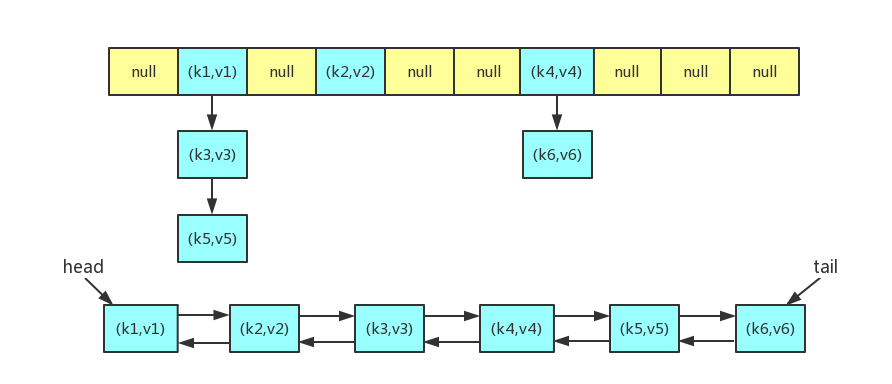 null (k1,v1) null (k2,v2) null null (k4,v4) null null null
(k3,v3) (k6,v6)
(k5,v5)
head tail
(k1,v1) (k2,v2) (k3,v3) (k4,v4) (k5,v5) (k6,v6)